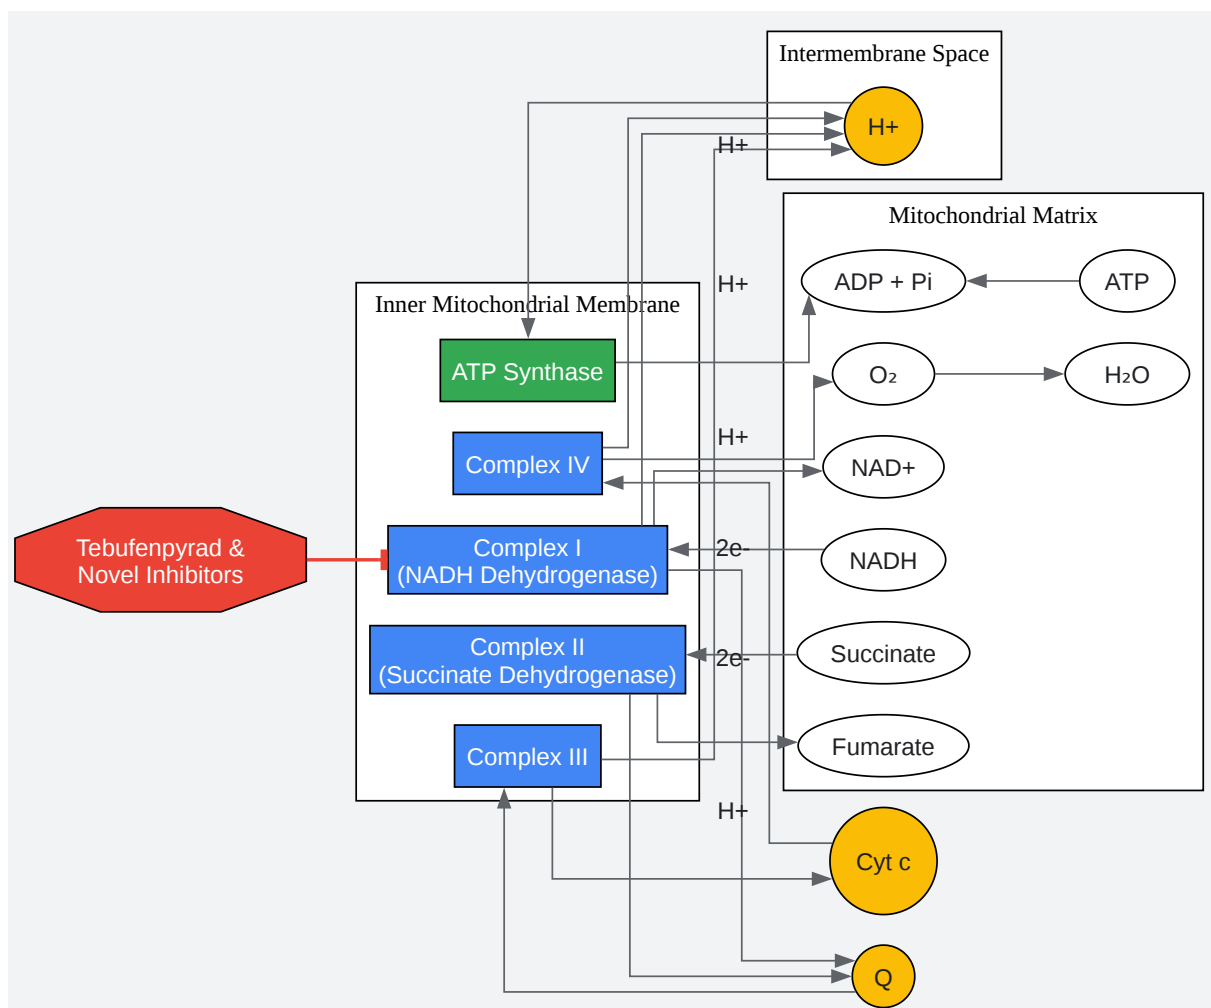 Intermembrane Space
H+
H+
Mitochondrial Matrix
ADP + Pi
ATP
H+
Inner Mitochondrial Membrane
ATP Synthase
O₂
H₂O
H+
Complex IV
NAD+
Tebufenpyrad &
Novel Inhibitors
Complex I
(NADH Dehydrogenase)
2e-
NADH
Complex II
(Succinate Dehydrogenase)
2e-
Succinate
Complex III
Fumarate
H+
Cyt c
Q